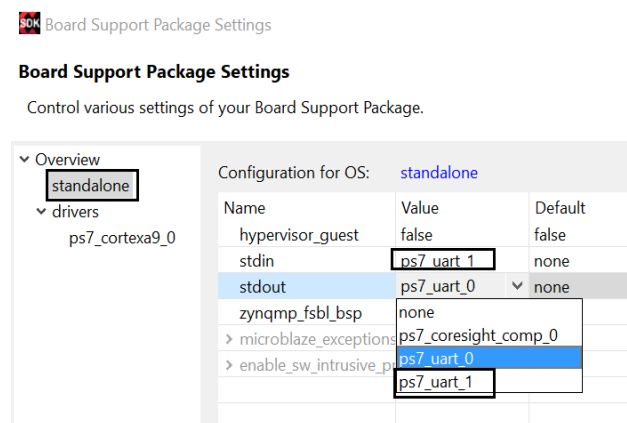 SDK Board Support Package Settings
Board Support Package Settings
Control various settings of your Board Support Package.
Overview
standalone
drivers
ps7_cortexa9_0
Configuration for OS: standalone
Name Value Default
hypervisor_guest false false
stdin ps7_uart_1 none
stdout ps7_uart_0 none
zynqmp_fsbl_bsp
none
microblaze_exceptions
ps7_coresight_comp_0
enable_sw_intrusive_p
ps7_uart_0
ps7_uart_1